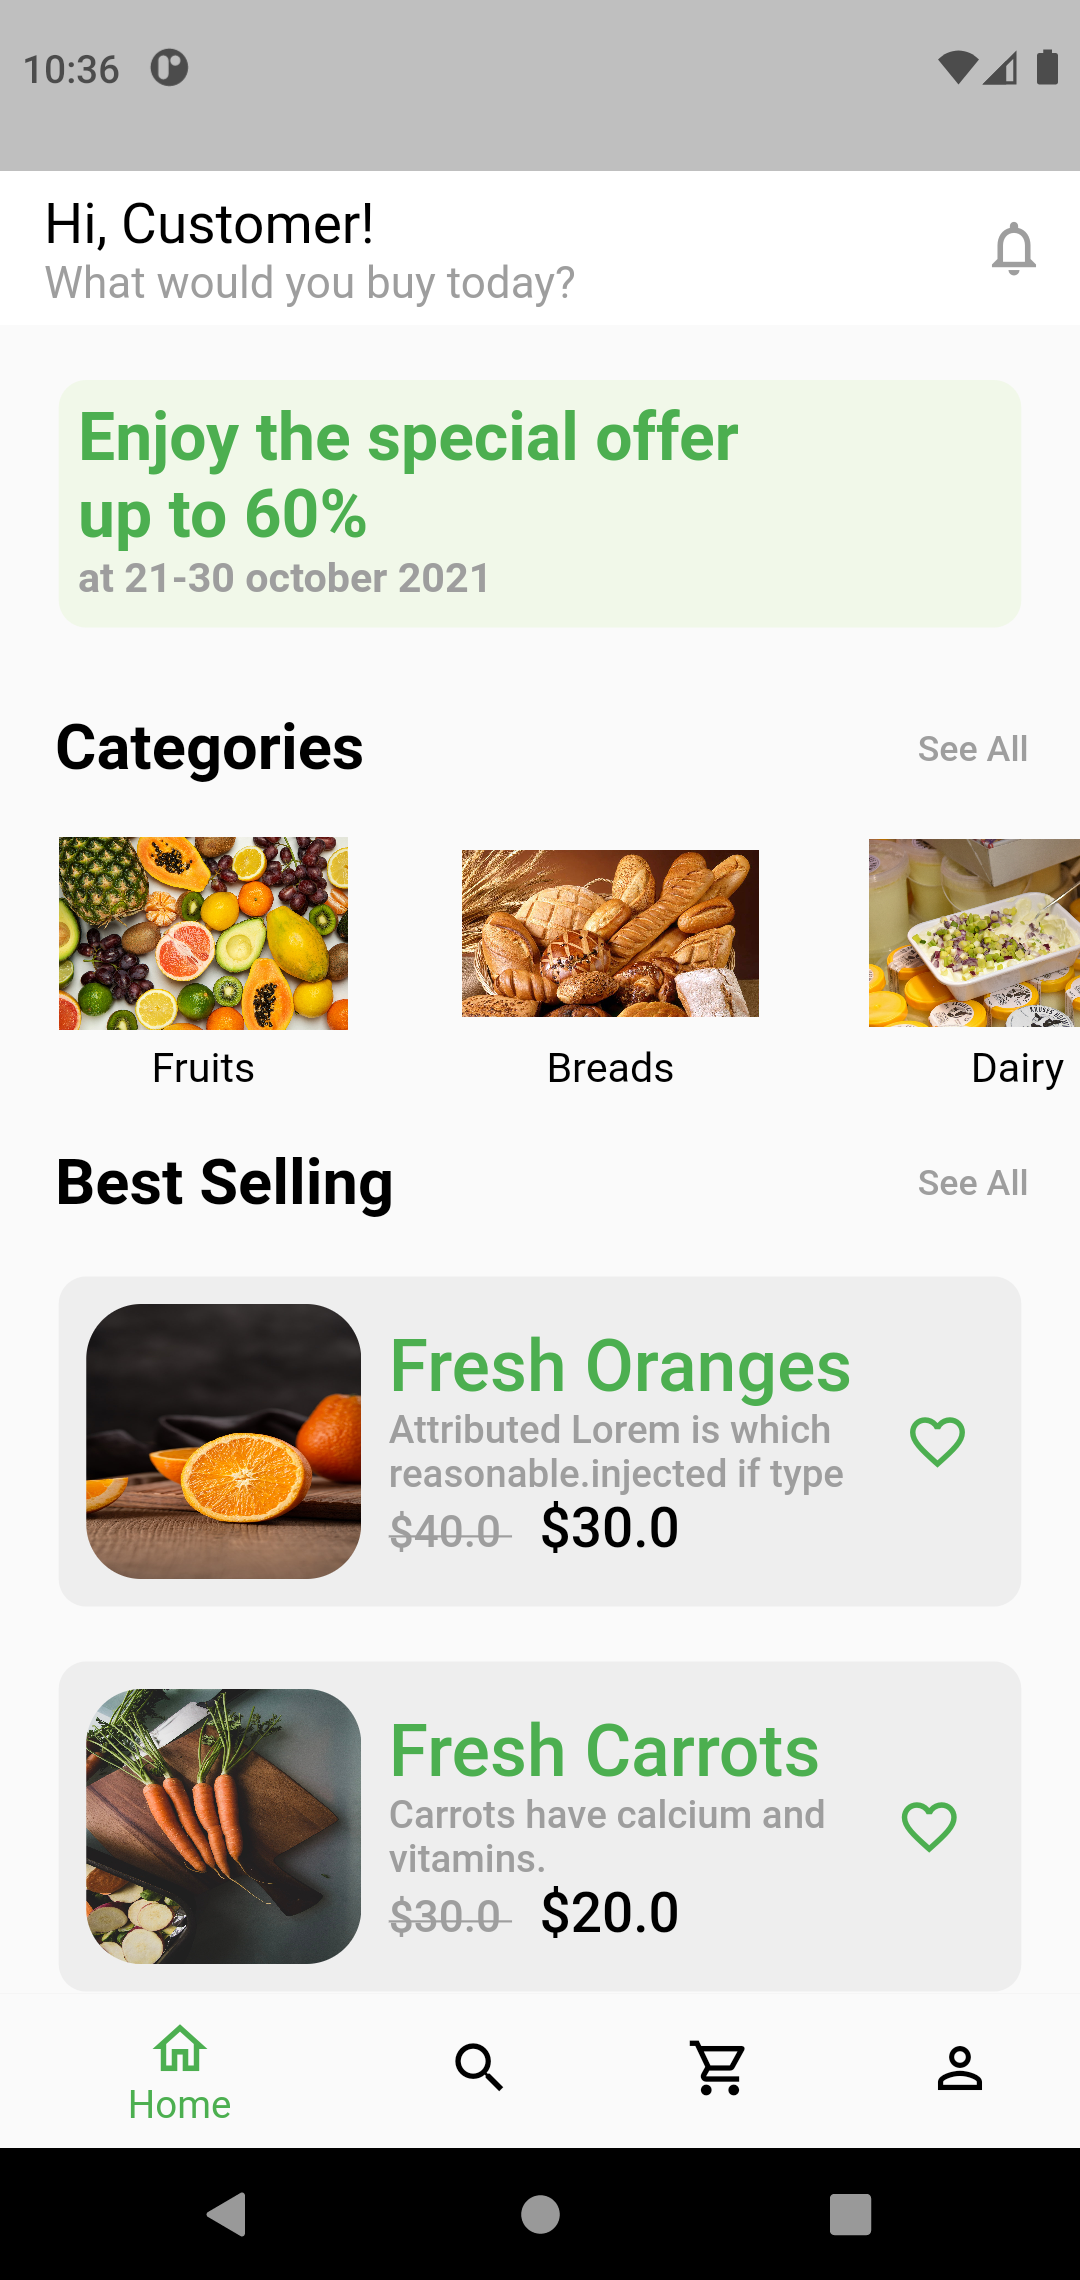 10:36
Hi, Customer!
What would you buy today?
Enjoy the special offer
up to 60%
at 21-30 october 2021
Categories
See All
Fruits
Breads
Dairy
Best Selling
See All
Fresh Oranges
Attributed Lorem is which
reasonable.injected if type
$40.0 $30.0
Fresh Carrots
Carrots have calcium and
vitamins.
$30.0 $20.0
Home